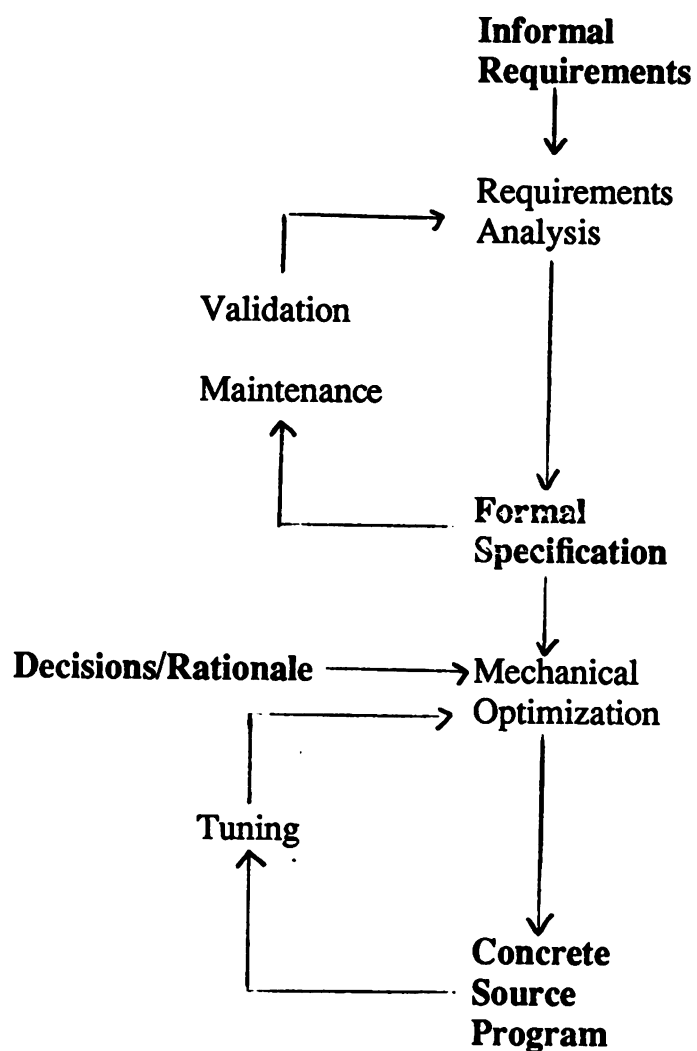 Informal
Requirements
Requirements
Analysis
Validation
Maintenance
Formal
Specification
Decisions/Rationale
Mechanical
Optimization
Tuning
Concrete
Source
Program